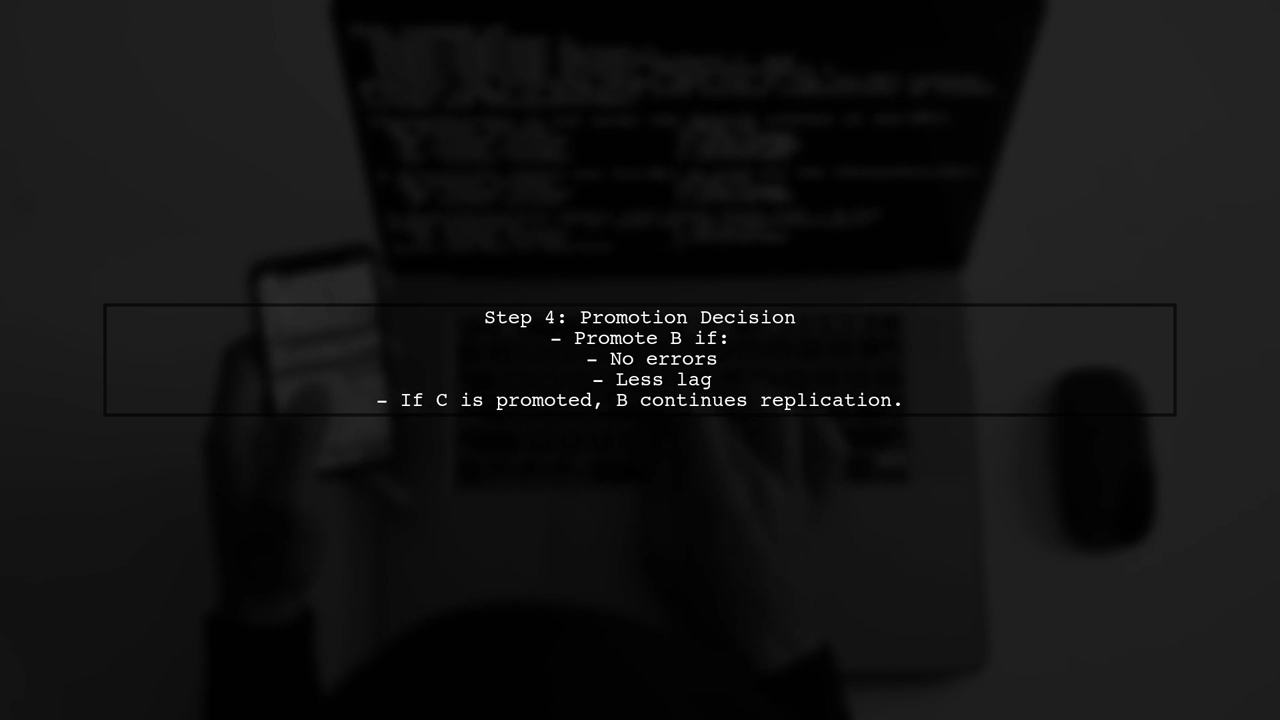 Step 4: Promotion Decision
- Promote B if:
- No errors
- Less lag
- If C is promoted, B continues replication.